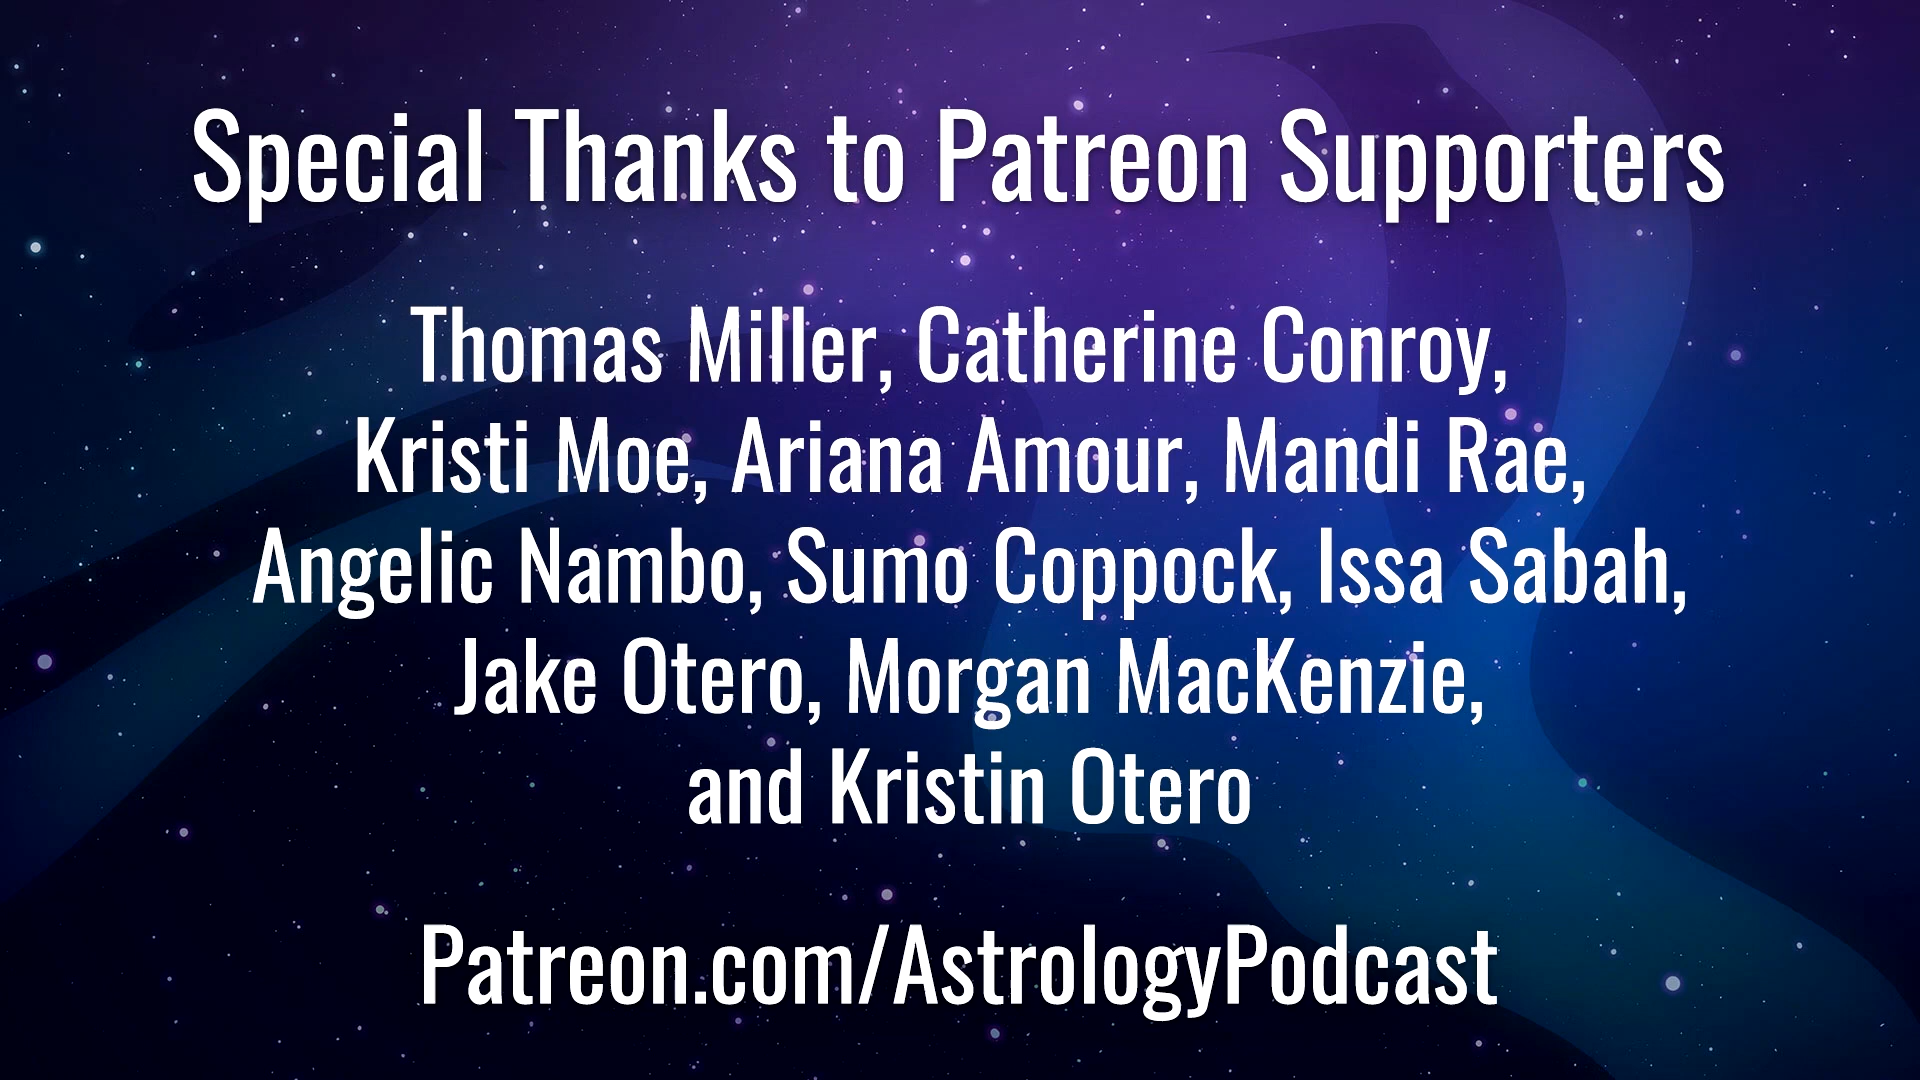 Special Thanks to Patreon Supporters
Thomas Miller, Catherine Conroy,
Kristi Moe, Ariana Amour, Mandi Rae,
Angelic Nambo, Sumo Coppock, Issa Sabah,
Jake Otero, Morgan MacKenzie,
and Kristin Otero
Patreon.com/AstrologyPodcast